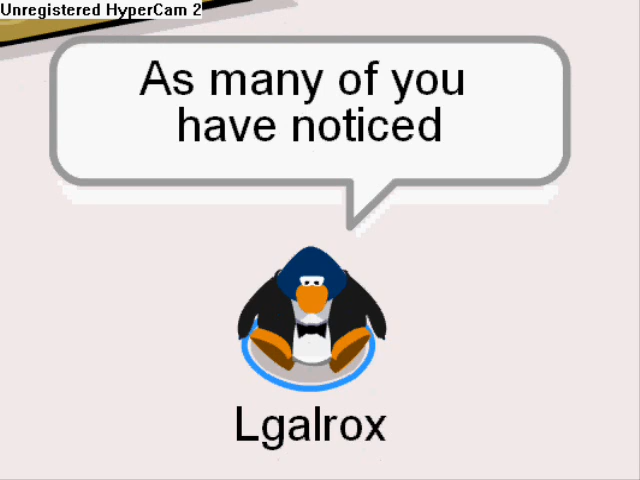 Unregistered HyperCam 2
As many of you
have noticed
Lgalrox